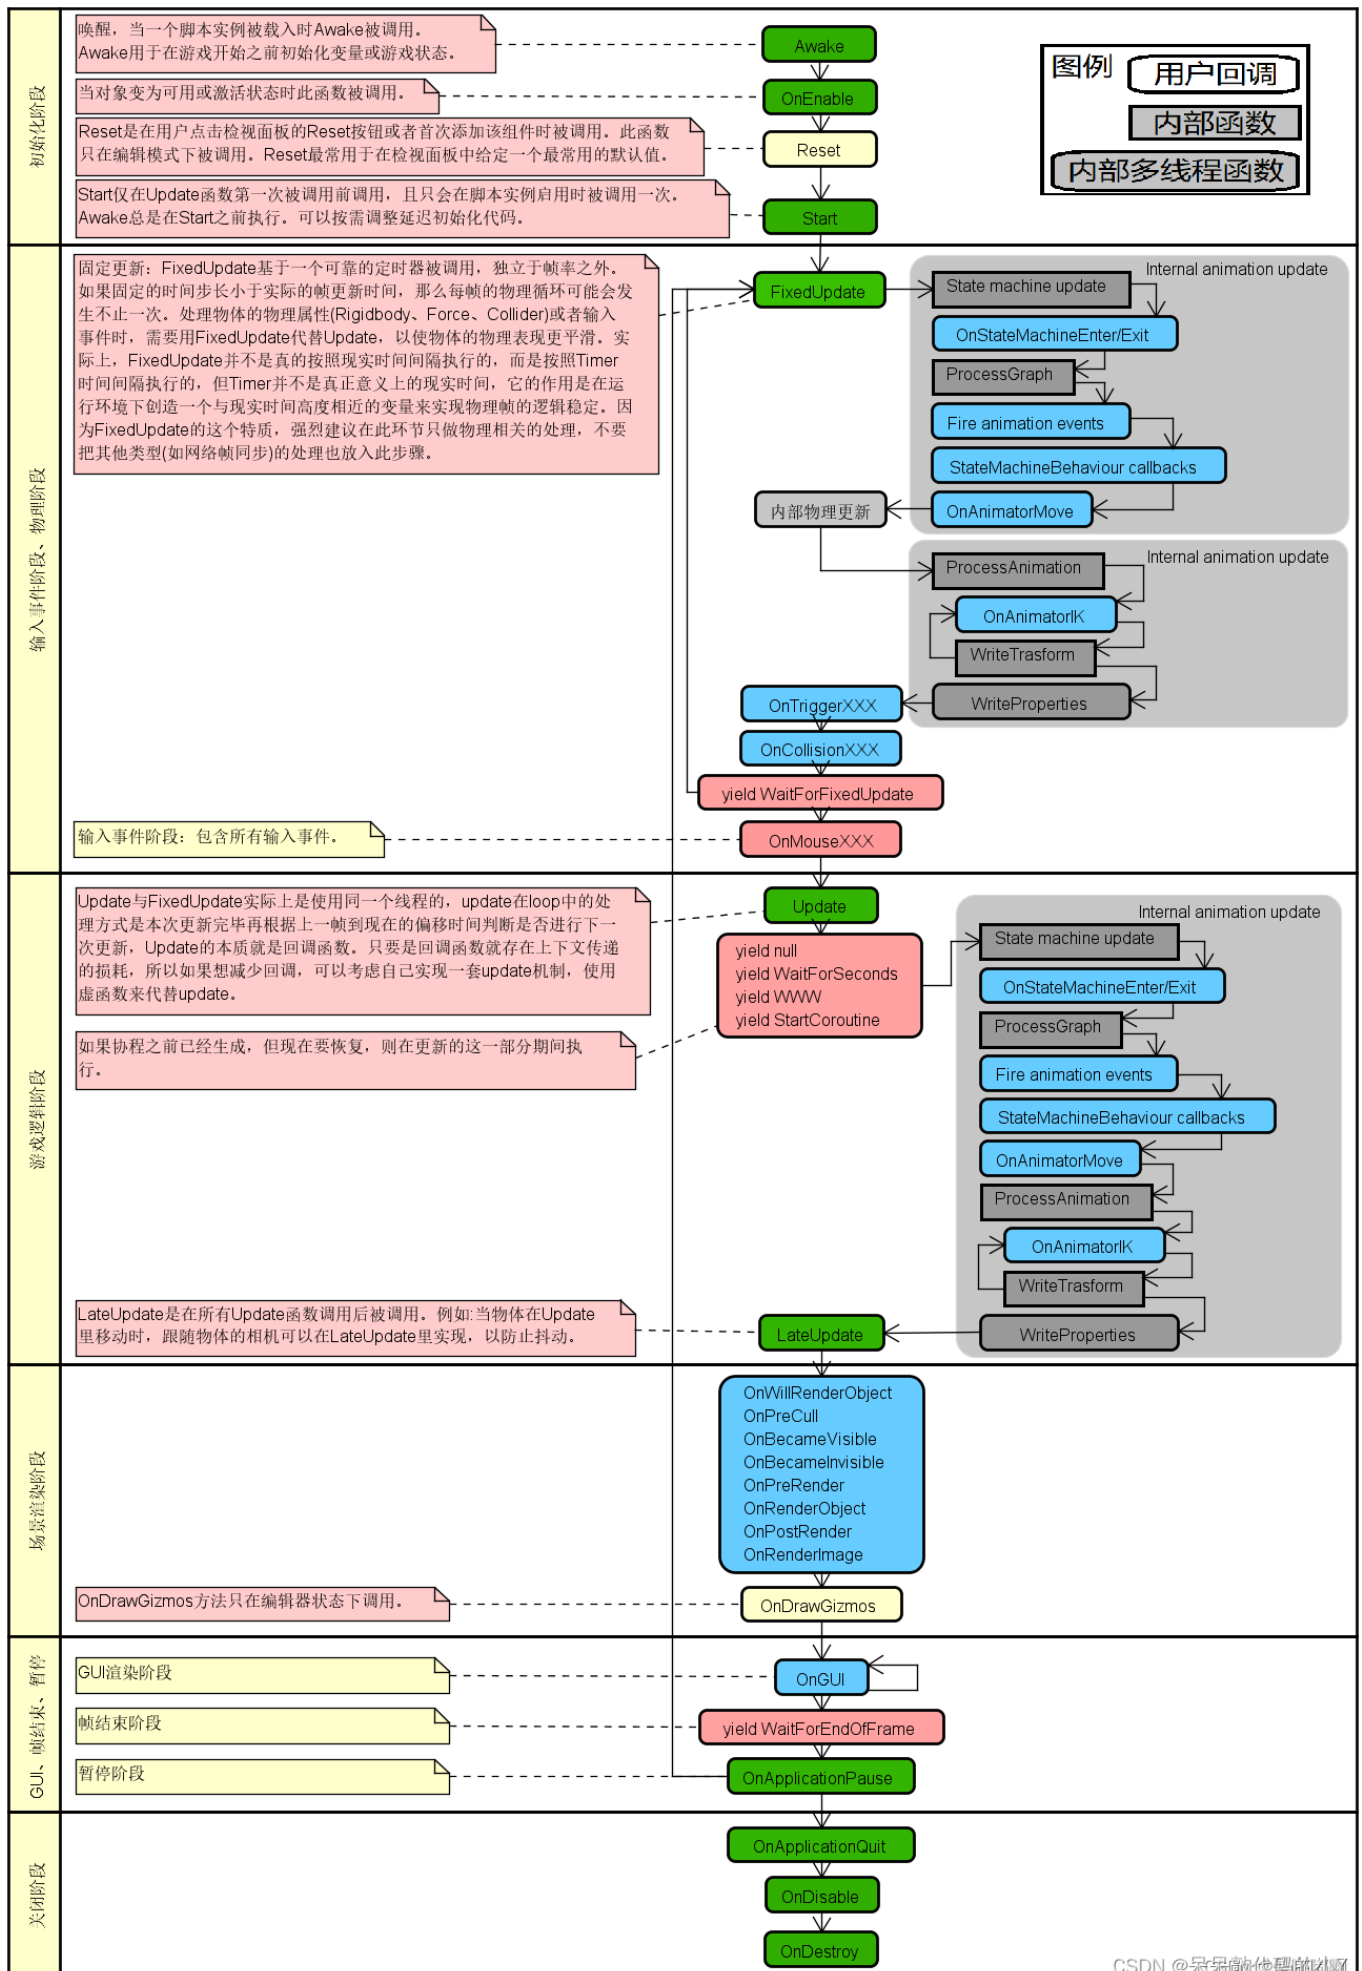 初始化阶段
唤醒，当一个脚本实例被载入时Awake被调用。
Awake用于在游戏开始之前初始化变量或游戏状态。
Awake
当对象变为可用或激活状态时此函数被调用。
OnEnable
Reset是在用户点击检视面板的Reset按钮或者首次添加该组件时被调用。此函数
只在编辑模式下被调用。Reset最常用于在检视面板中给定一个最常用的默认值。
Reset
Start仅在Update函数第一次被调用前调用，且只会在脚本实例启用时被调用一次。
Awake总是在Start之前执行。可以按需调整延迟初始化代码。
Start
图例
用户回调
内部函数
内部多线程函数
输入事件阶段、物理阶段
固定更新：FixedUpdate基于一个可靠的定时器被调用，独立于帧率之外。
如果固定的时间步长小于实际的帧更新时间，那么每帧的物理循环可能会发
生不止一次。处理物体的物理属性(Rigidbody、Force、Collider)或者输入
事件时，需要用FixedUpdate代替Update，以使物体的物理表现更平滑。实
际上，FixedUpdate并不是真的按照现实时间间隔执行的，而是按照Timer
时间间隔执行的，但Timer并不是真正意义上的现实时间，它的作用是在运
行环境下创造一个与现实时间高度相近的变量来实现物理帧的逻辑稳定。因
为FixedUpdate的这个特质，强烈建议在此环节只做物理相关的处理，不要
把其他类型(如网络帧同步)的处理也放入此步骤。
FixedUpdate
Internal animation update
State machine update
OnStateMachineEnter/Exit
ProcessGraph
Fire animation events
StateMachineBehaviour callbacks
OnAnimatorMove
内部物理更新
Internal animation update
ProcessAnimation
OnAnimatorIK
WriteTrasform
WriteProperties
OnTriggerXXX
OnCollisionXXX
yield WaitForFixedUpdate
输入事件阶段：包含所有输入事件。
OnMouseXXX
游戏逻辑阶段
Update与FixedUpdate实际上是使用同一个线程的，update在loop中的处
理方式是本次更新完毕再根据上一帧到现在的偏移时间判断是否进行下一
次更新，Update的本质就是回调函数。只要是回调函数就存在上下文传递
的损耗，所以如果想减少回调，可以考虑自己实现一套update机制，使用
虚函数来代替update。
Update
yield null
yield WaitForSeconds
yield WWW
yield StartCoroutine
如果协程之前已经生成，但现在要恢复，则在更新的这一部分期间执
行。
Internal animation update
State machine update
OnStateMachineEnter/Exit
ProcessGraph
Fire animation events
StateMachineBehaviour callbacks
OnAnimatorMove
ProcessAnimation
OnAnimatorIK
WriteTrasform
WriteProperties
LateUpdate是在所有Update函数调用后被调用。例如:当物体在Update
里移动时，跟随物体的相机可以在LateUpdate里实现，以防止抖动。
LateUpdate
场景渲染阶段
OnWillRenderObject
OnPreCull
OnBecameVisible
OnBecameInvisible
OnPreRender
OnRenderObject
OnPostRender
OnRenderImage
OnDrawGizmos方法只在编辑器状态下调用。
OnDrawGizmos
GUI、帧结束、暂停
GUI渲染阶段
OnGUI
帧结束阶段
yield WaitForEndOfFrame
暂停阶段
OnApplicationPause
关闭阶段
OnApplicationQuit
OnDisable
OnDestroy
CSDN